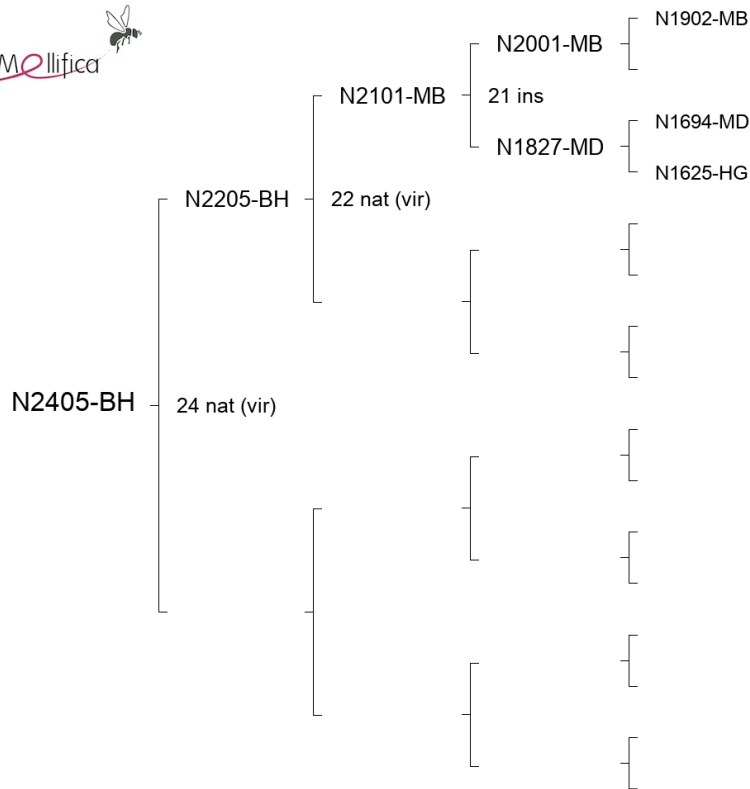 Mellifica
N1902-MB
N2001-MB
N2101-MB
21 ins
N1694-MD
N1827-MD
N1625-HG
N2205-BH
22 nat (vir)
N2405-BH
24 nat (vir)